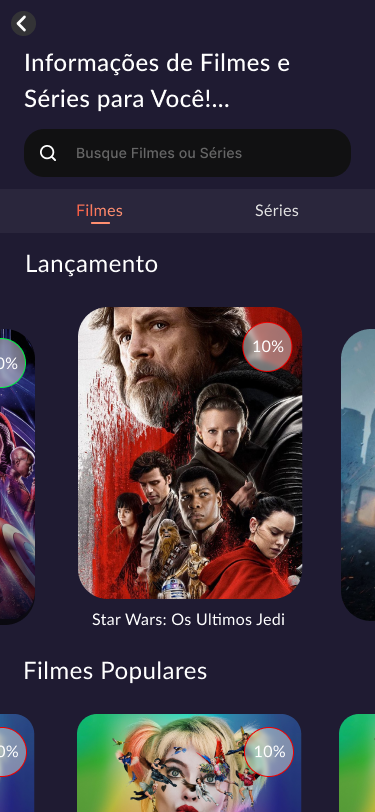 Informações de Filmes e
Séries para Você!...
Busque Filmes ou Séries
Filmes
Séries
Lançamento
0%
10%
Star Wars: Os Ultimos Jedi
Filmes Populares
0%
10%